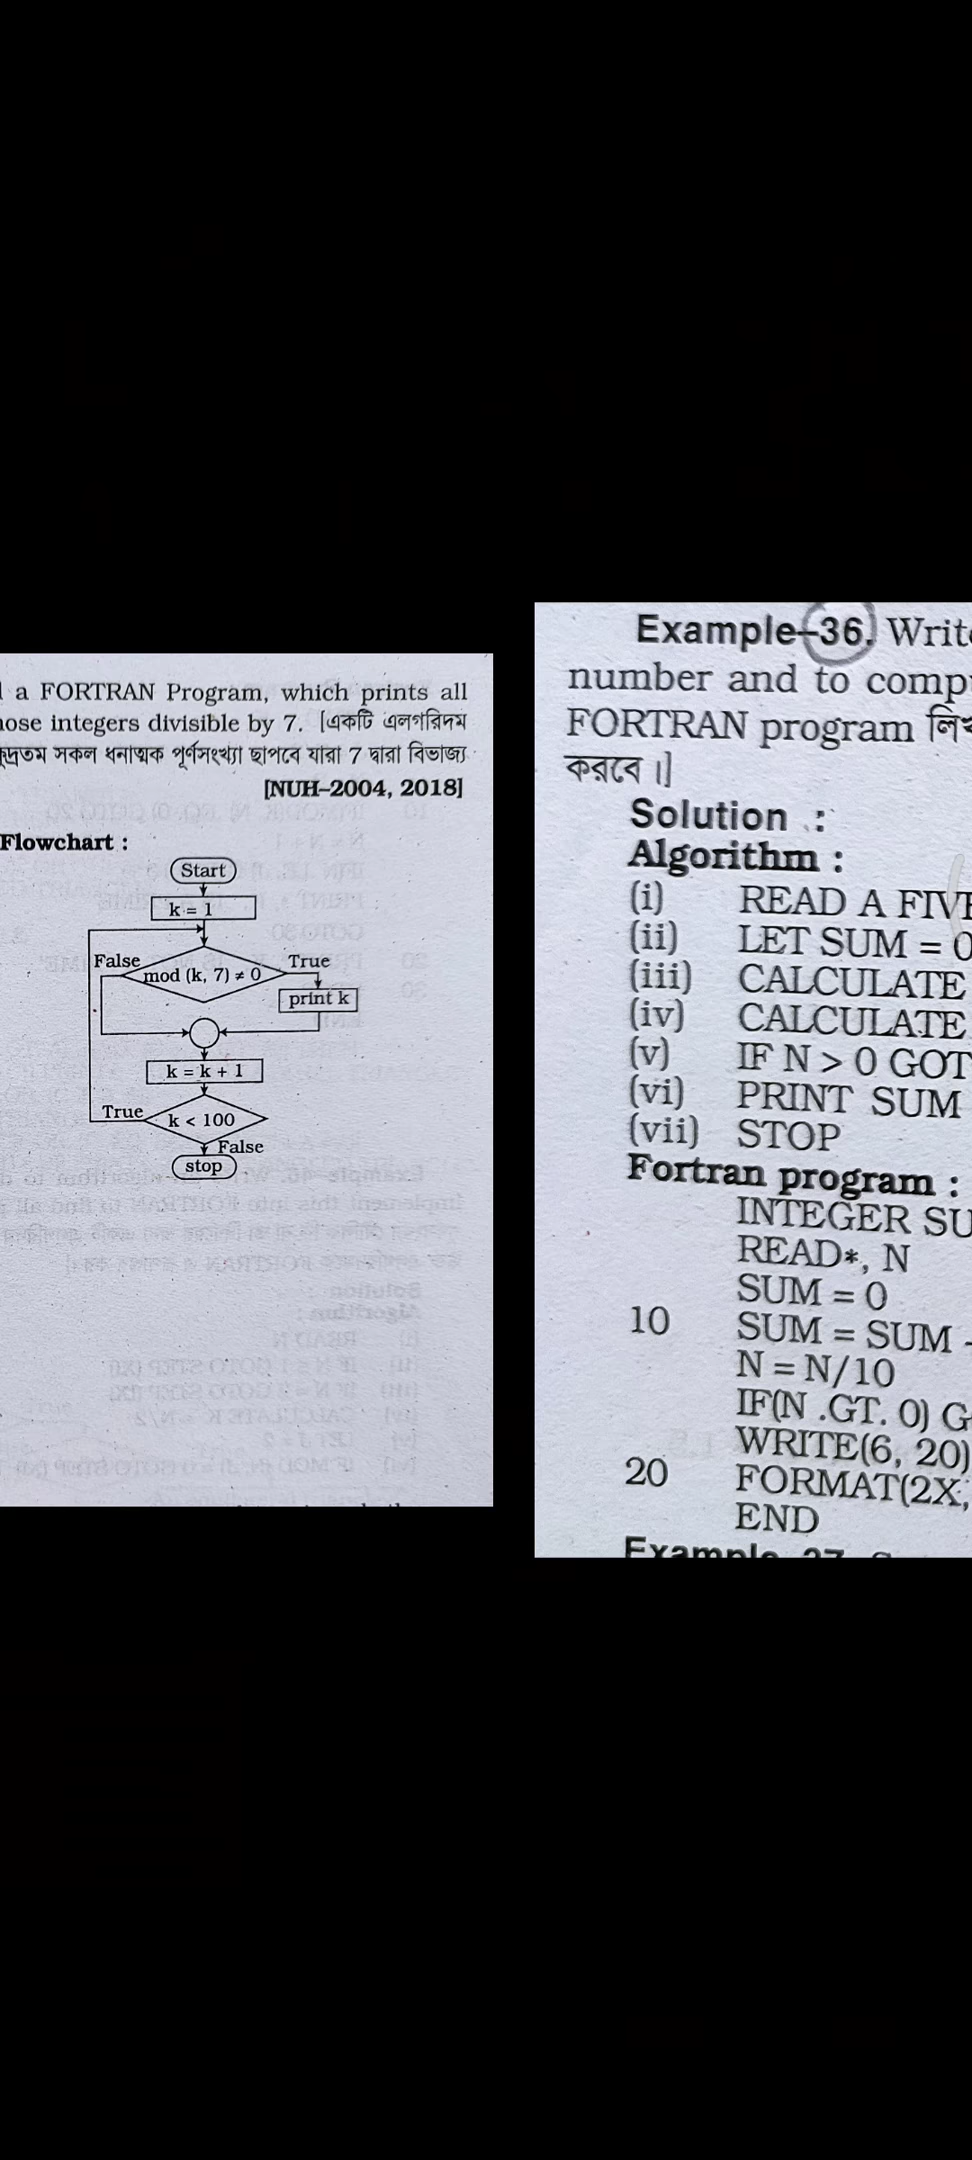 a FORTRAN Program, which prints all
those integers divisible by 7. [একটি এলগরিদম
ক্ষুদ্রতম সকল ধনাত্মক পূর্ণসংখ্যা ছাপবে যারা 7 দ্বারা বিভাজ্য
[NUH–2004, 2018]
Flowchart :
Start
k = 1
False
mod (k, 7) ≠ 0
True
print k
k = k + 1
True
k < 100
False
stop
Example–36. Write
number and to comp
FORTRAN program
করবে।]
Solution :
Algorithm :
(i) READ A FIVE
(ii) LET SUM = 0
(iii) CALCULATE
(iv) CALCULATE
(v) IF N > 0 GOT
(vi) PRINT SUM
(vii) STOP
Fortran program :
INTEGER SU
READ*, N
SUM = 0
10 SUM = SUM
N = N/10
IF(N .GT. 0) G
WRITE(6, 20)
20 FORMAT(2X,
END